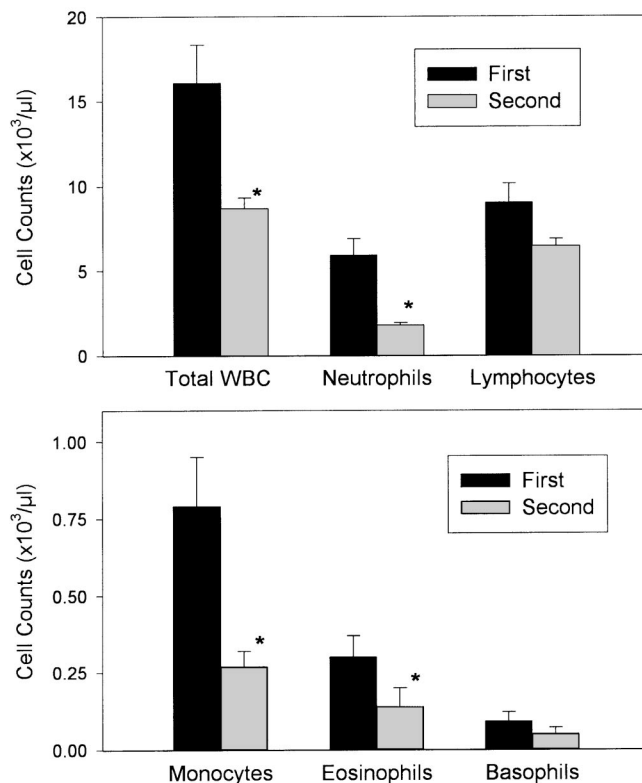 20
15
10
5
0
Cell Counts (x10³/µl)
First
Second
*
*
Total WBC
Neutrophils
Lymphocytes
1.00
0.75
0.50
0.25
0.00
Cell Counts (x10³/µl)
First
Second
*
*
Monocytes
Eosinophils
Basophils